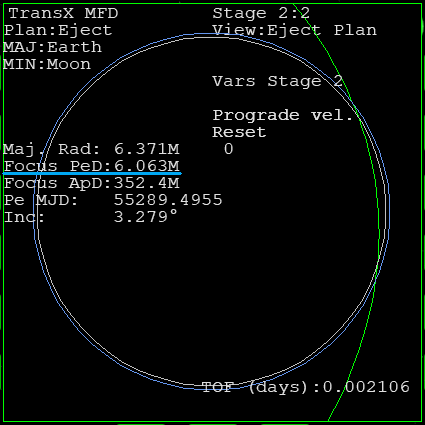 TransX MFD
Stage 2:2
Plan:Eject
View:Eject Plan
MAJ:Earth
MIN:Moon
Vars Stage 2
Prograde vel.
Reset
Maj. Rad: 6.371M
0
Focus PeD:6.063M
Focus ApD:352.4M
Pe MJD: 55289.4955
Inc: 3.279°
TOF (days):0.002106